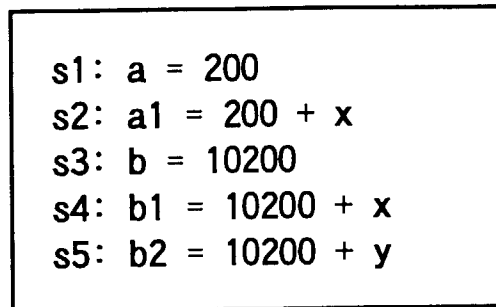 s1: a = 200
s2: a1 = 200 + x
s3: b = 10200
s4: b1 = 10200 + x
s5: b2 = 10200 + y